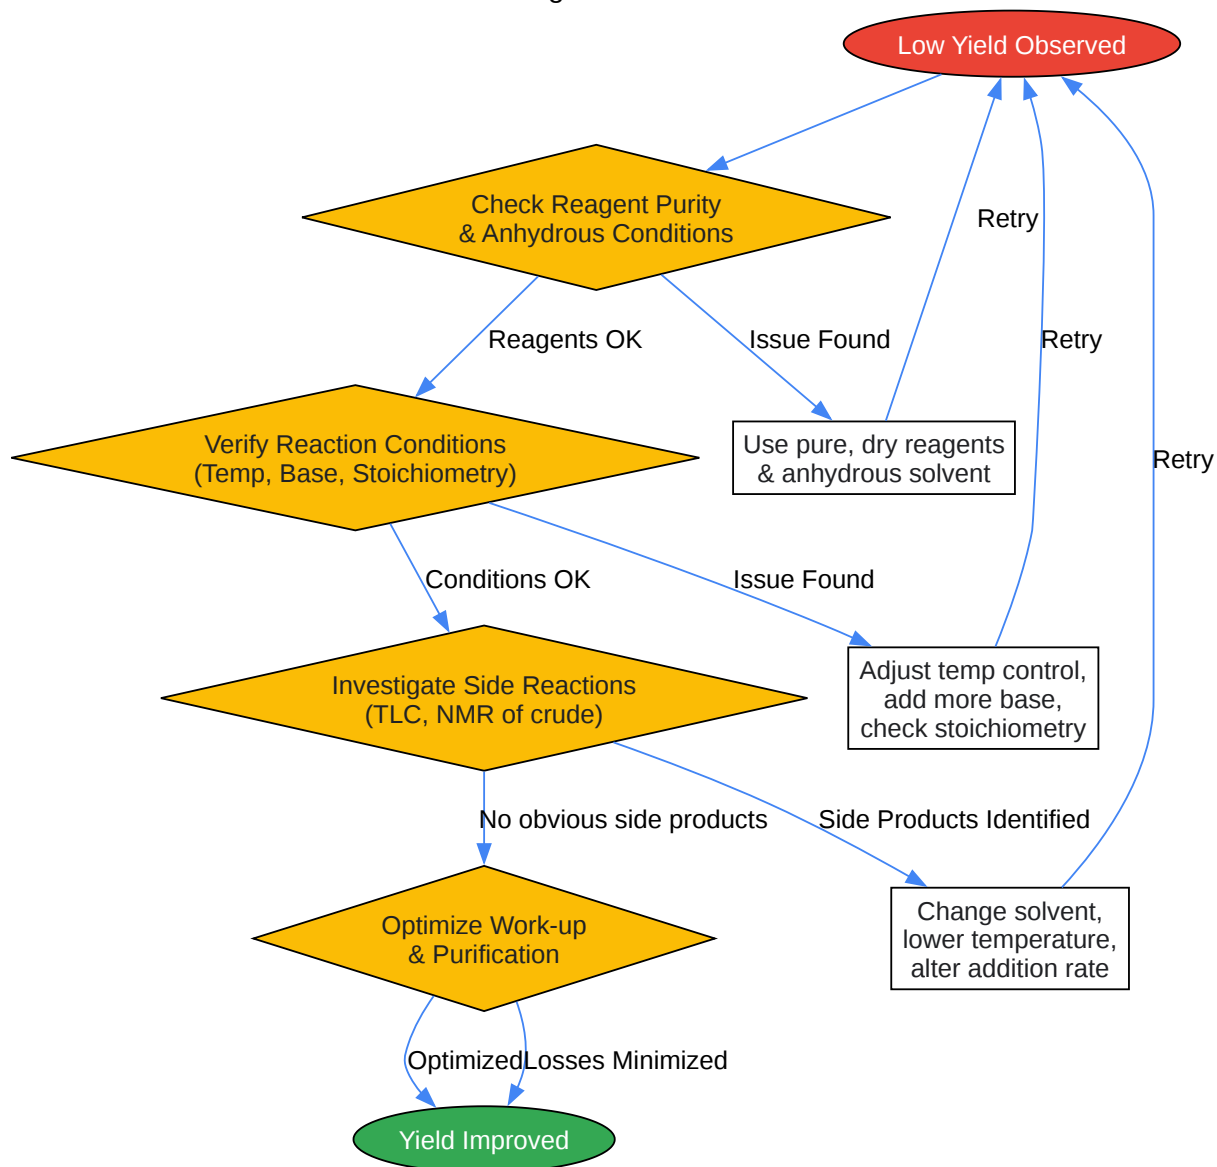 Low Yield Observed
Check Reagent Purity
& Anhydrous Conditions
Retry
Reagents OK
Issue Found
Retry
Verify Reaction Conditions
(Temp, Base, Stoichiometry)
Use pure, dry reagents
& anhydrous solvent
Retry
Conditions OK
Issue Found
Investigate Side Reactions
(TLC, NMR of crude)
Adjust temp control,
add more base,
check stoichiometry
No obvious side products
Side Products Identified
Optimize Work-up
& Purification
Change solvent,
lower temperature,
alter addition rate
Optimized
Losses Minimized
Yield Improved